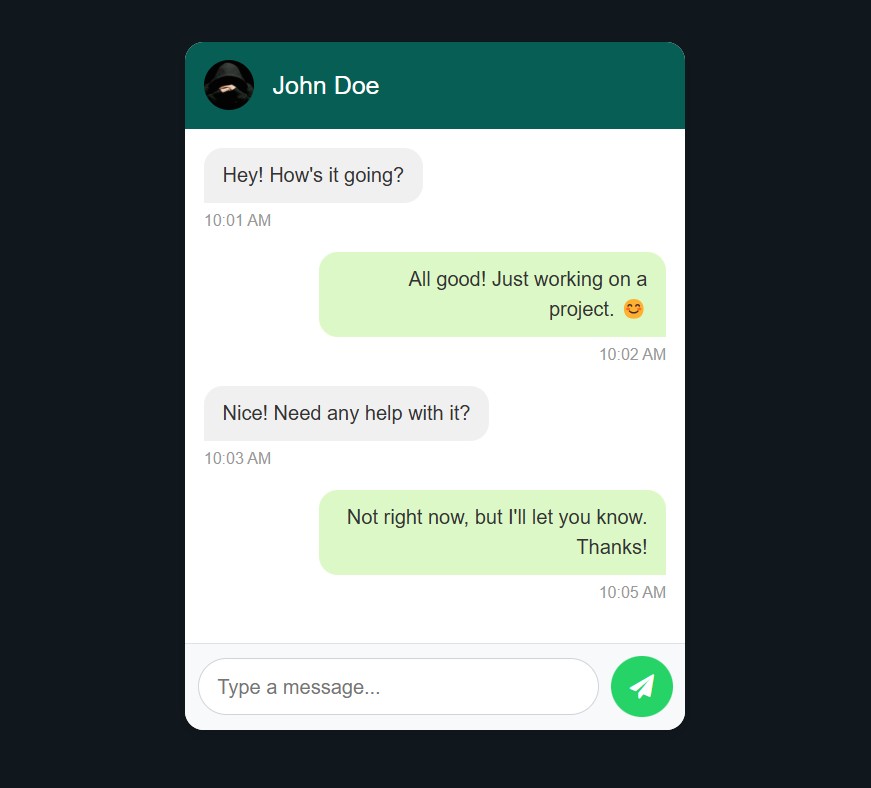 John Doe
Hey! How's it going?
10:01 AM
All good! Just working on a
project. 😊
10:02 AM
Nice! Need any help with it?
10:03 AM
Not right now, but I'll let you know.
Thanks!
10:05 AM
Type a message...